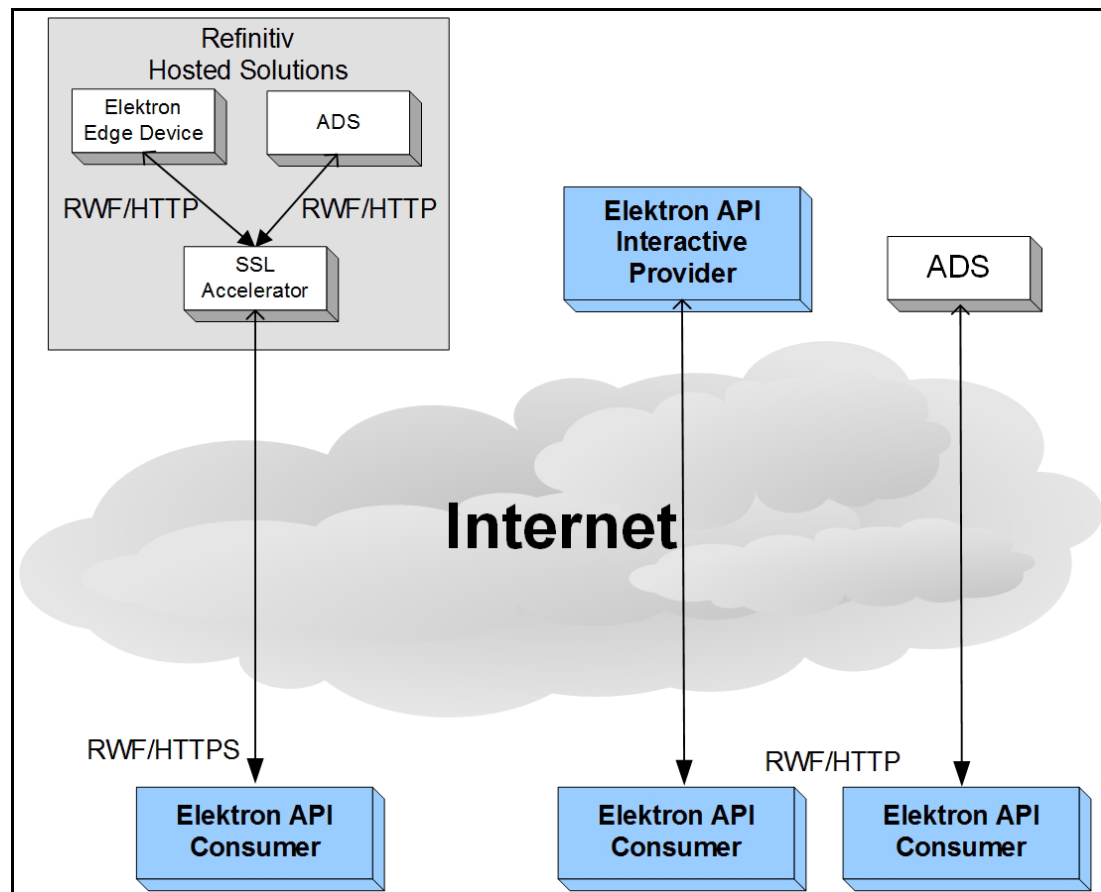 Refinitiv
Hosted Solutions
Elektron
Edge Device
ADS
RWF/HTTP
RWF/HTTP
SSL
Accelerator
Elektron API
Interactive
Provider
ADS
Internet
RWF/HTTPS
RWF/HTTP
Elektron API
Consumer
Elektron API
Consumer
Elektron API
Consumer